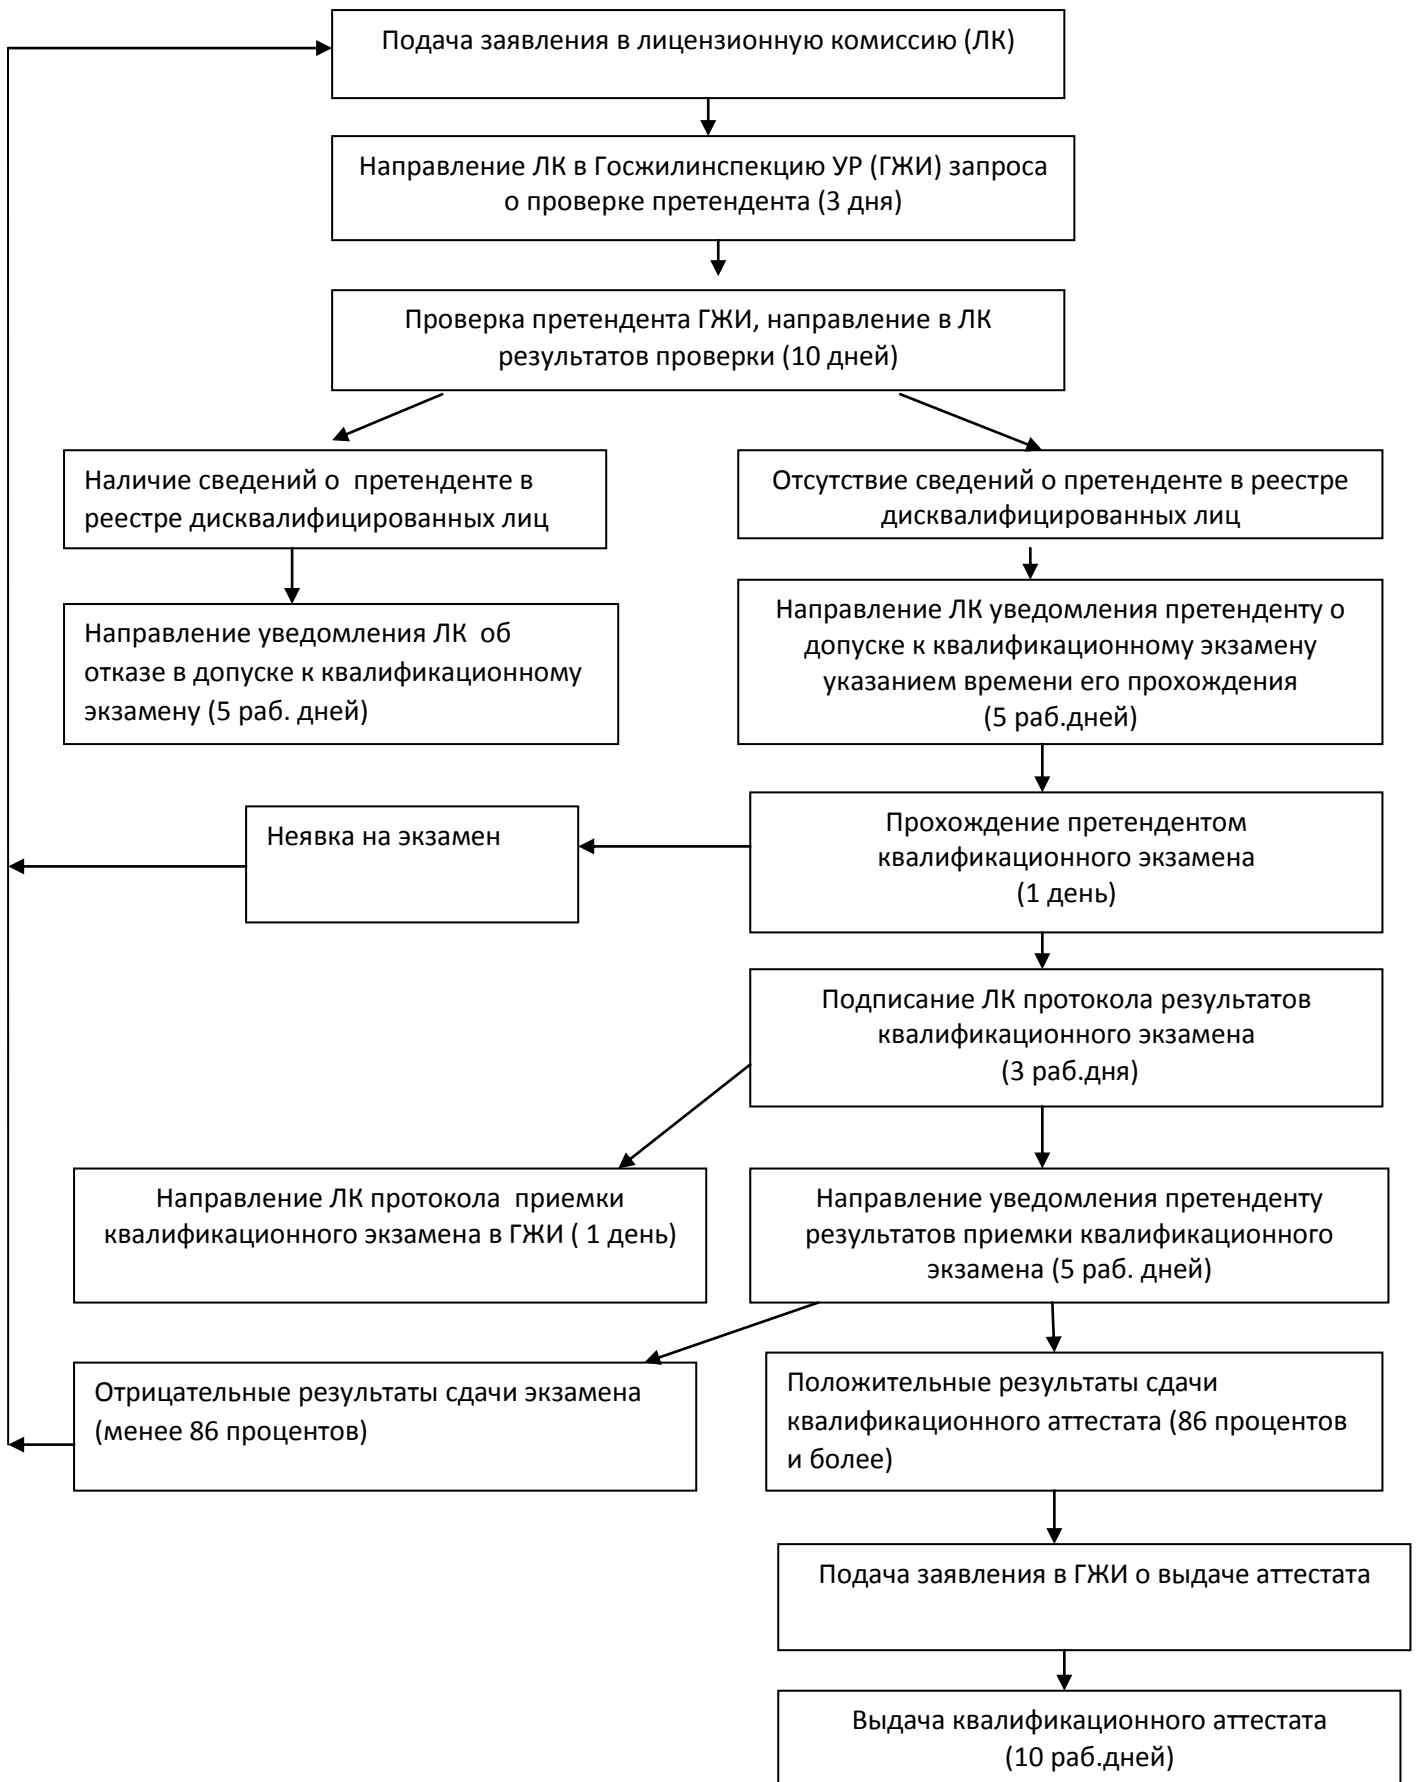 Подача заявления в лицензионную комиссию (ЛК)
Направление ЛК в Госжилинспекцию УР (ГЖИ) запроса
о проверке претендента (3 дня)
Проверка претендента ГЖИ, направление в ЛК
результатов проверки (10 дней)
Наличие сведений о  претенденте в
реестре дисквалифицированных лиц
Отсутствие сведений о претенденте в реестре
дисквалифицированных лиц
Направление уведомления ЛК  об
отказе в допуске к квалификационному
экзамену (5 раб. дней)
Направление ЛК уведомления претенденту о
допуске к квалификационному экзамену
указанием времени его прохождения
(5 раб.дней)
Неявка на экзамен
Прохождение претендентом
квалификационного экзамена
(1 день)
Подписание ЛК протокола результатов
квалификационного экзамена
(3 раб.дня)
Направление ЛК протокола  приемки
квалификационного экзамена в ГЖИ ( 1 день)
Направление уведомления претенденту
результатов приемки квалификационного
экзамена (5 раб. дней)
Отрицательные результаты сдачи экзамена
(менее 86 процентов)
Положительные результаты сдачи
квалификационного аттестата (86 процентов
и более)
Подача заявления в ГЖИ о выдаче аттестата
Выдача квалификационного аттестата
(10 раб.дней)